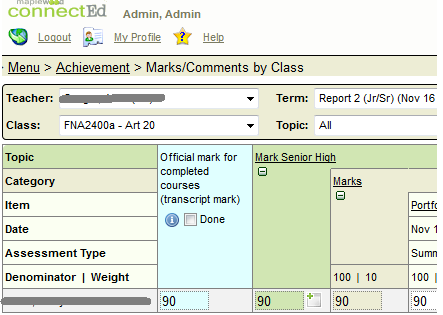 maplewood
connectEd
Admin, Admin
Logout My Profile Help
Menu > Achievement > Marks/Comments by Class
Teacher: Term: Report 2 (Jr/Sr) (Nov 16
Class: FNA2400a - Art 20 Topic: All
Topic Official mark for completed courses (transcript mark) Mark Senior High
Done
Category Marks
Item Portfo
Date Nov 1
Assessment Type Summ
Denominator | Weight 100 | 10 100
90 90 90 90